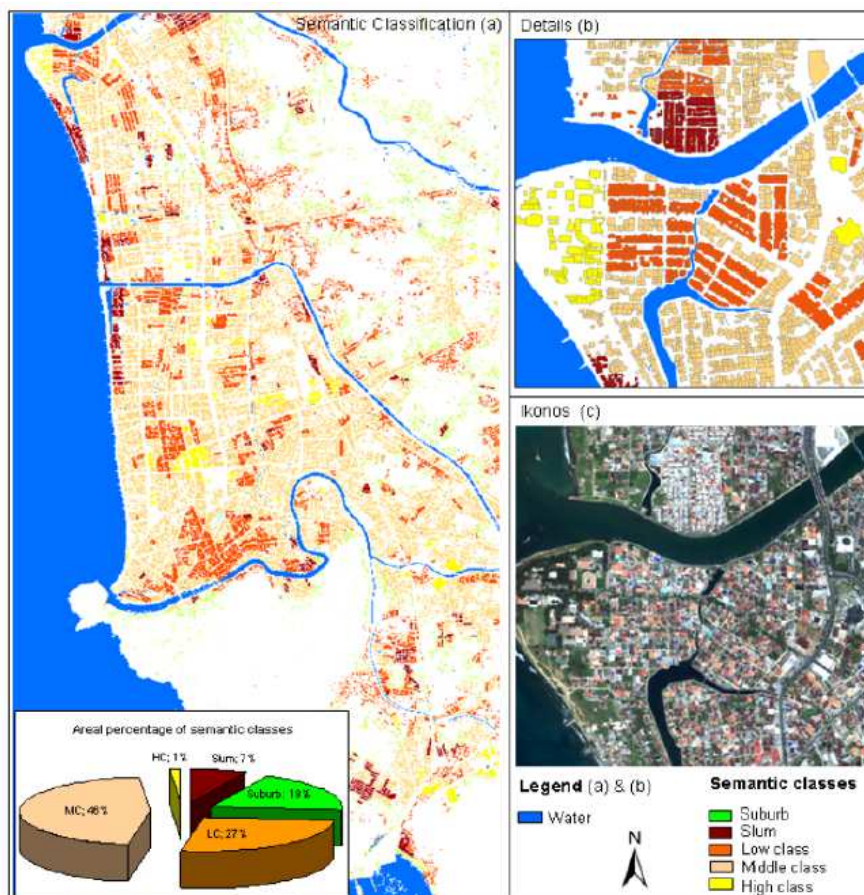 Semantic Classification (a)
Details (b)
Ikonos (c)
Areal percentage of semantic classes
HC; 1%
Slum; 7%
Suburb; 19%
MC; 46%
LC; 27%
Legend (a) & (b)
Water
N
Semantic classes
Suburb
Slum
Low class
Middle class
High class